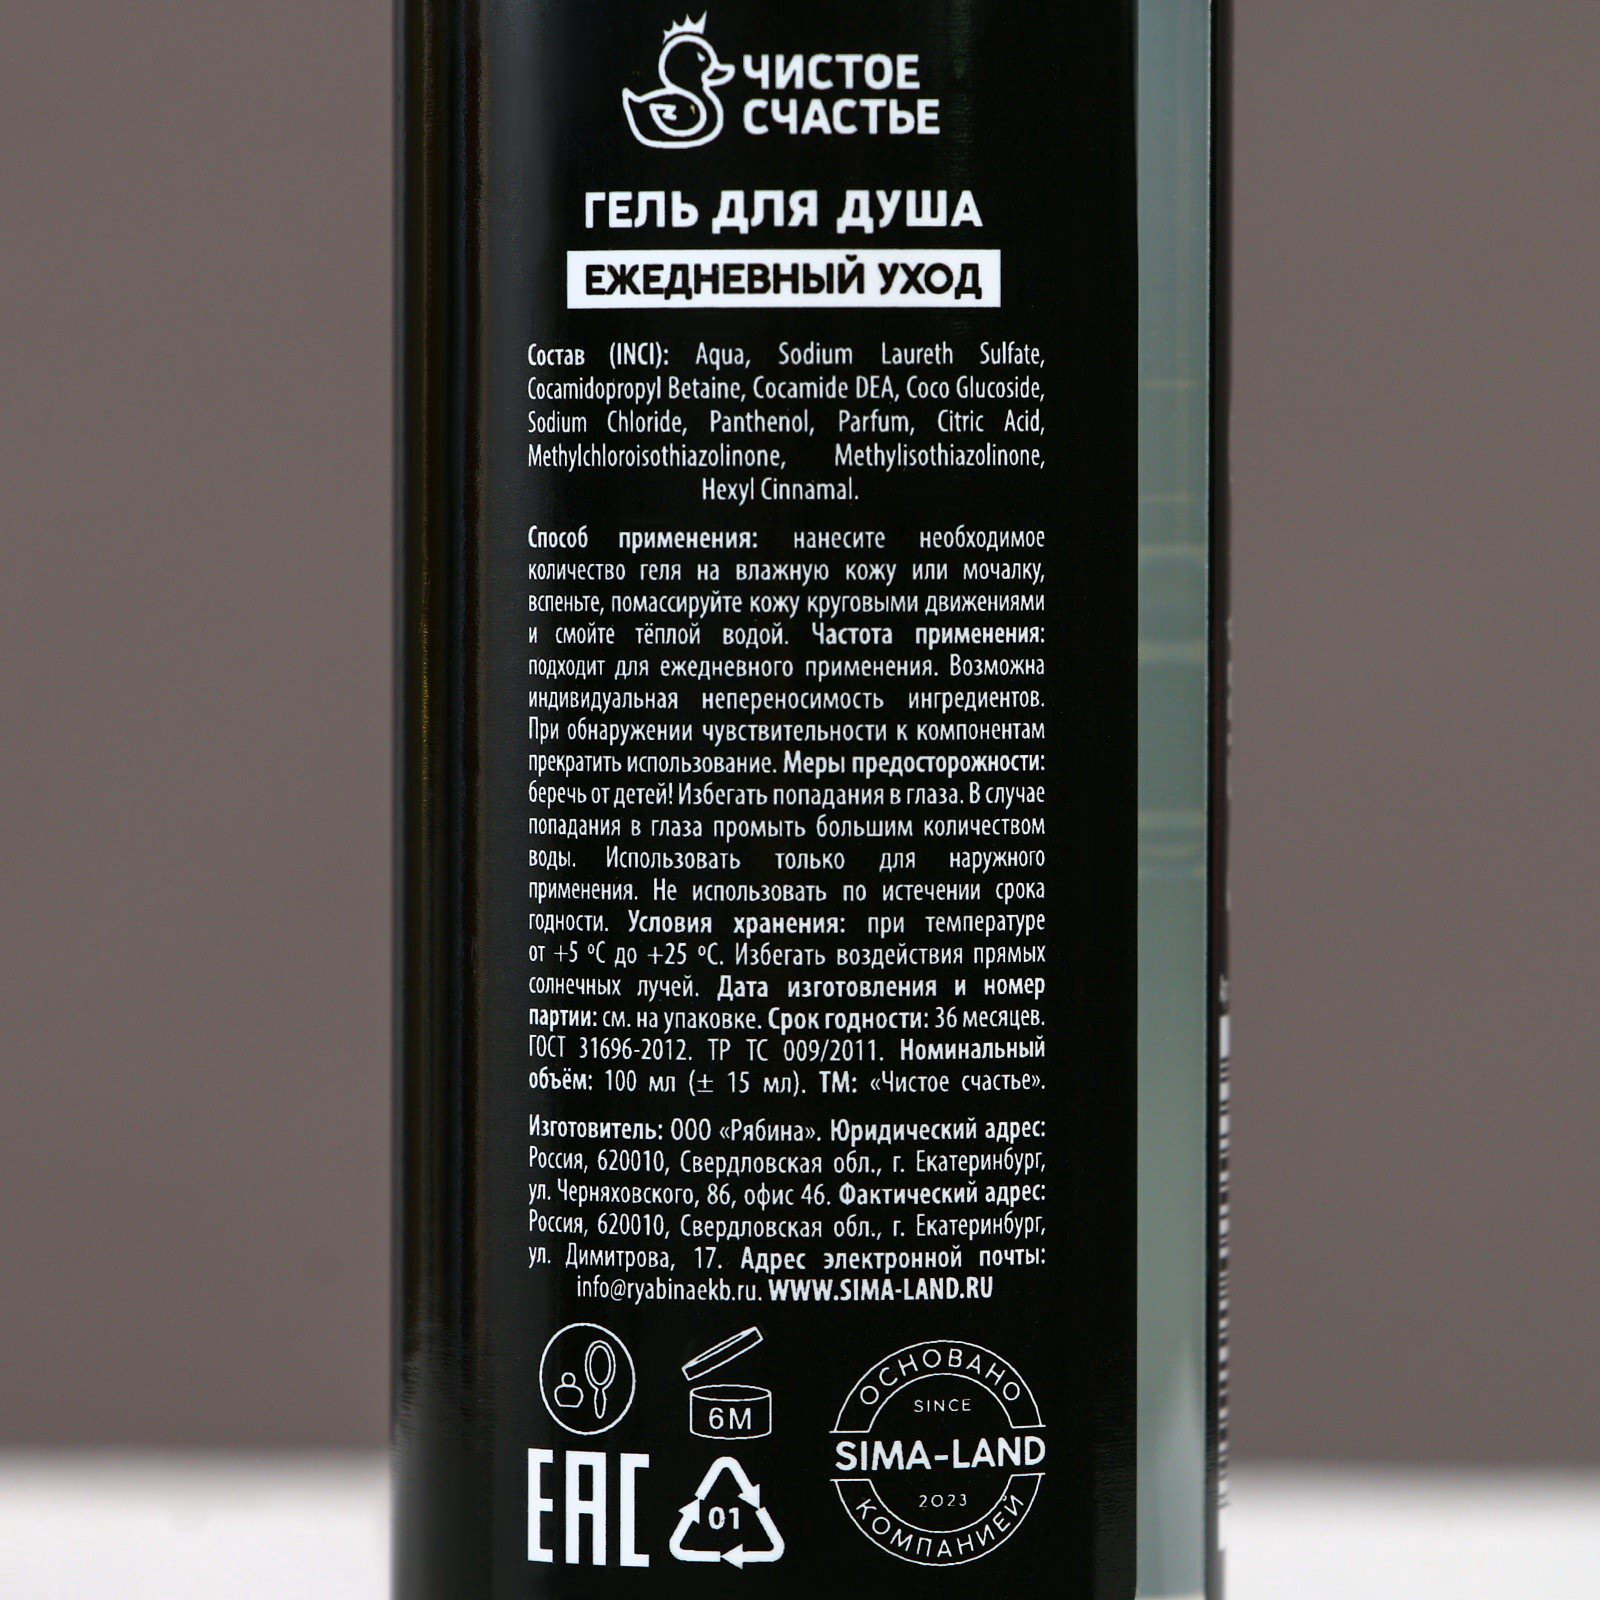 ЧИСТОЕ
СЧАСТЬЕ
ГЕЛЬ ДЛЯ ДУША
ЕЖЕДНЕВНЫЙ УХОД
Состав (INCI): Aqua, Sodium Laureth Sulfate,
Cocamidopropyl Betaine, Cocamide DEA, Coco Glucoside,
Sodium Chloride, Panthenol, Parfum, Citric Acid,
Methylchloroisothiazolinone, Methylisothiazolinone,
Hexyl Cinnamal.
Способ применения: нанесите необходимое
количество геля на влажную кожу или мочалку,
вспеньте, помассируйте кожу круговыми движениями
и смойте тёплой водой. Частота применения:
подходит для ежедневного применения. Возможна
индивидуальная непереносимость ингредиентов.
При обнаружении чувствительности к компонентам
прекратить использование. Меры предосторожности:
беречь от детей! Избегать попадания в глаза. В случае
попадания в глаза промыть большим количеством
воды. Использовать только для наружного
применения. Не использовать по истечении срока
годности. Условия хранения: при температуре
от +5 ºC до +25 ºC. Избегать воздействия прямых
солнечных лучей. Дата изготовления и номер
партии: см. на упаковке. Срок годности: 36 месяцев.
ГОСТ 31696-2012. ТР ТС 009/2011. Номинальный
объём: 100 мл (± 15 мл). ТМ: «Чистое счастье».
Изготовитель: ООО «Рябина». Юридический адрес:
Россия, 620010, Свердловская обл., г. Екатеринбург,
ул. Черняховского, 86, офис 46. Фактический адрес:
Россия, 620010, Свердловская обл., г. Екатеринбург,
ул. Димитрова, 17. Адрес электронной почты:
info@ryabinaekb.ru. WWW.SIMA-LAND.RU
6M
EAC
01
ОСНОВАНО
SINCE
SIMA-LAND
2023
КОМПАНИЕЙ